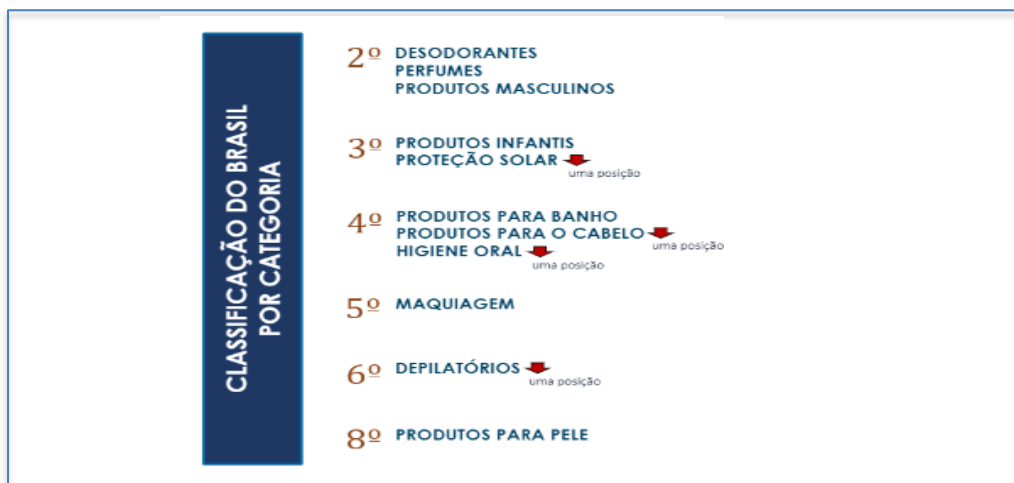 CLASSIFICAÇÃO DO BRASIL
POR CATEGORIA
2º DESODORANTES
PERFUMES
PRODUTOS MASCULINOS
3º PRODUTOS INFANTIS
PROTEÇÃO SOLAR
uma posição
4º PRODUTOS PARA BANHO
PRODUTOS PARA O CABELO
uma posição
HIGIENE ORAL
uma posição
5º MAQUIAGEM
6º DEPILATÓRIOS
uma posição
8º PRODUTOS PARA PELE